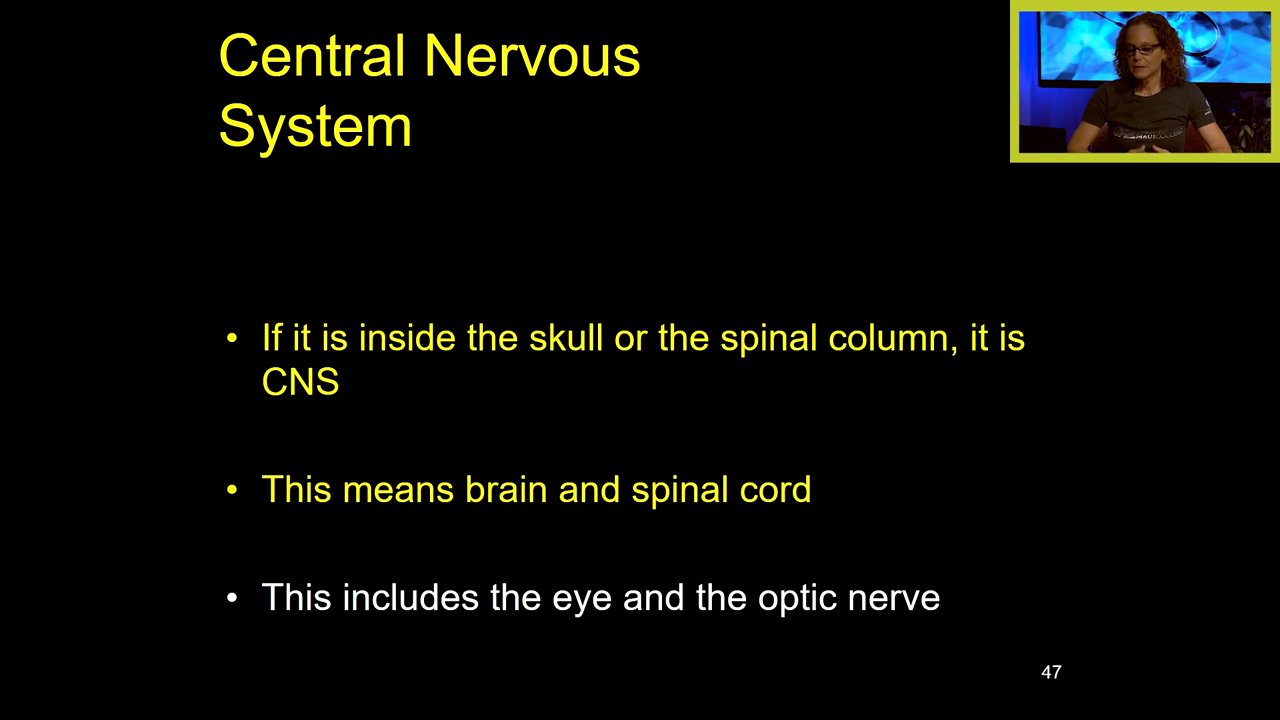 Central Nervous
System
• If it is inside the skull or the spinal column, it is
CNS
• This means brain and spinal cord
• This includes the eye and the optic nerve
47